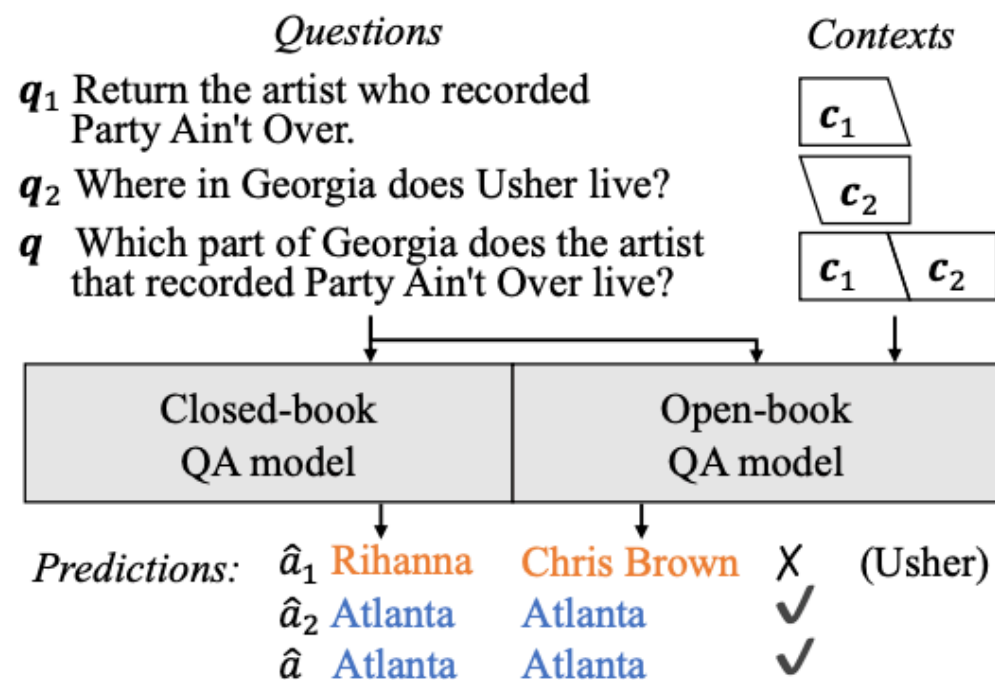 Questions Contexts
q1 Return the artist who recorded
Party Ain't Over.
c1
q2 Where in Georgia does Usher live?
c2
q Which part of Georgia does the artist
that recorded Party Ain't Over live?
c1 c2
Closed-book
QA model
Open-book
QA model
Predictions: â1 Rihanna Chris Brown ✗ (Usher)
â2 Atlanta Atlanta ✓
â Atlanta Atlanta ✓